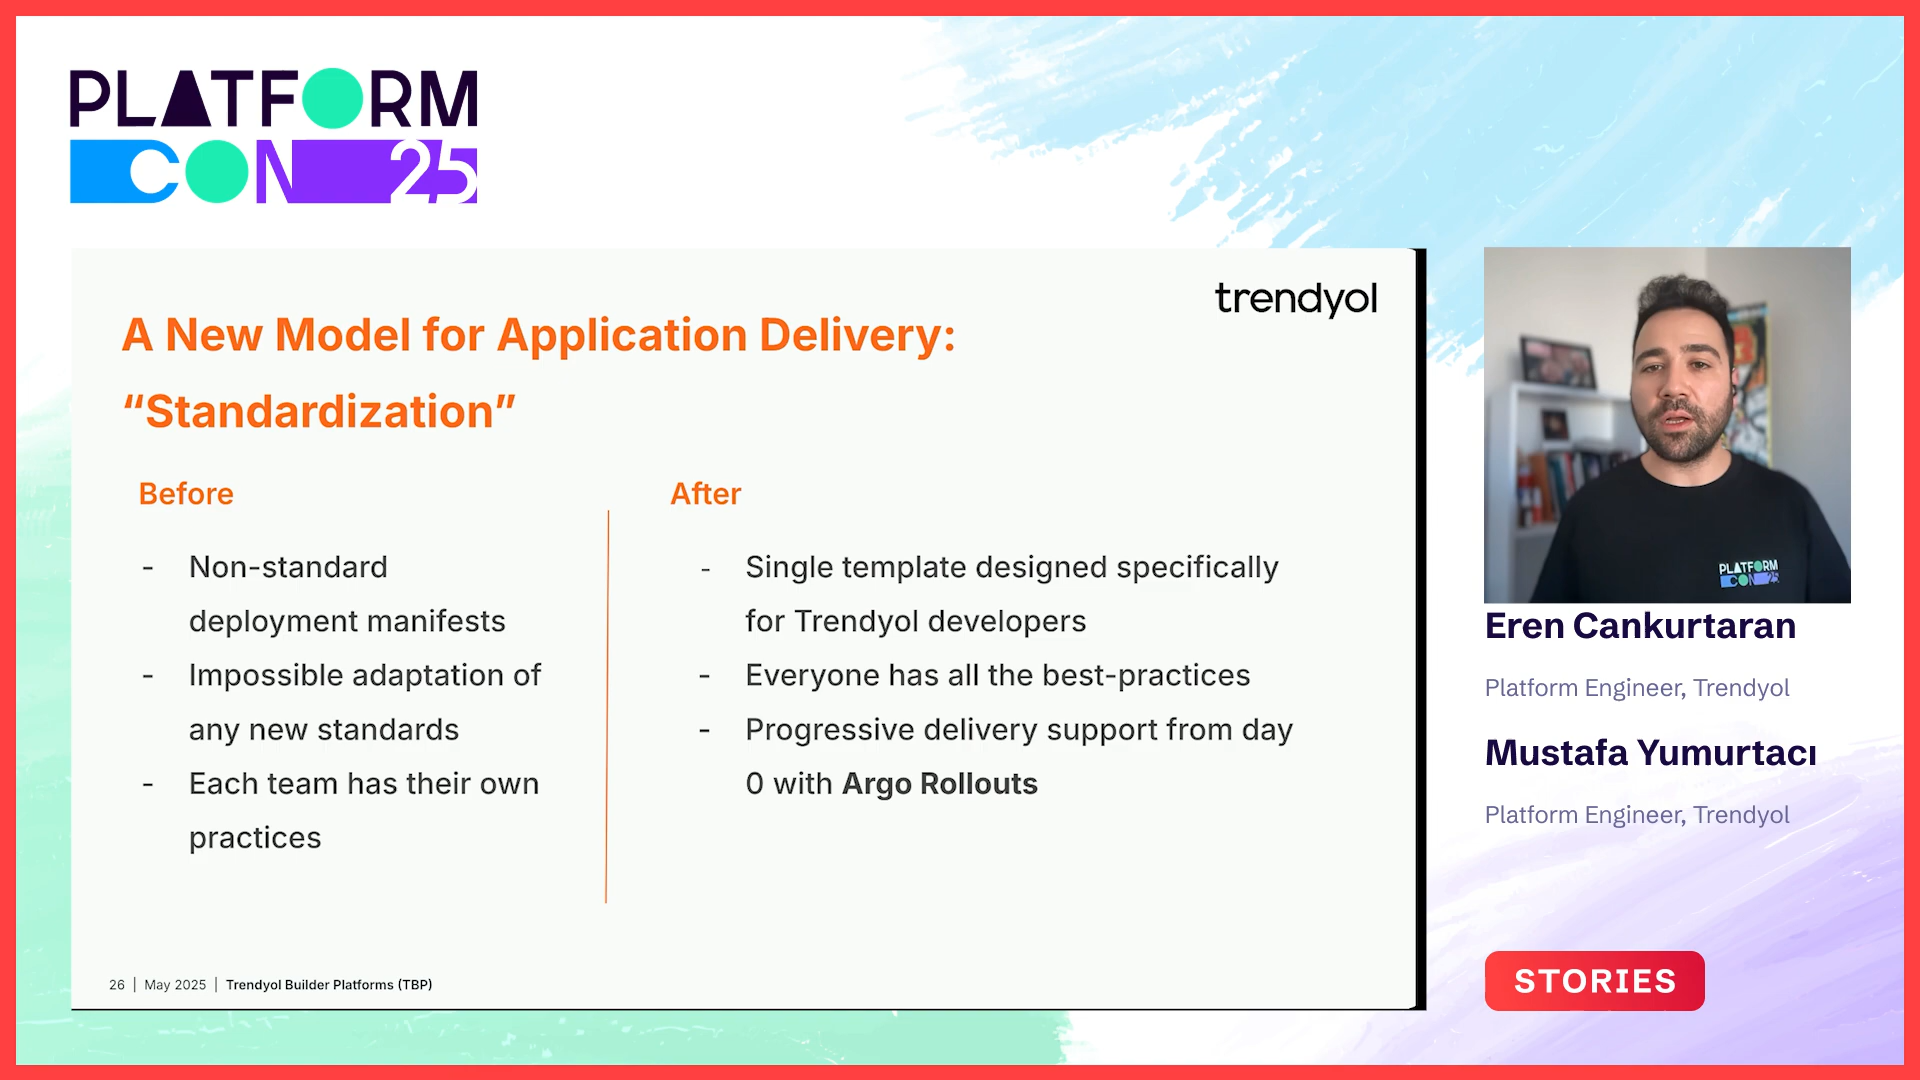 PLATFORM
CON 25
trendyol
A New Model for Application Delivery:
“Standardization”
Before
- Non-standard
deployment manifests
- Impossible adaptation of
any new standards
- Each team has their own
practices
After
- Single template designed specifically
for Trendyol developers
- Everyone has all the best-practices
- Progressive delivery support from day
0 with Argo Rollouts
26 | May 2025 | Trendyol Builder Platforms (TBP)
PLATFORM
CON 25
Eren Cankurtaran
Platform Engineer, Trendyol
Mustafa Yumurtacı
Platform Engineer, Trendyol
STORIES